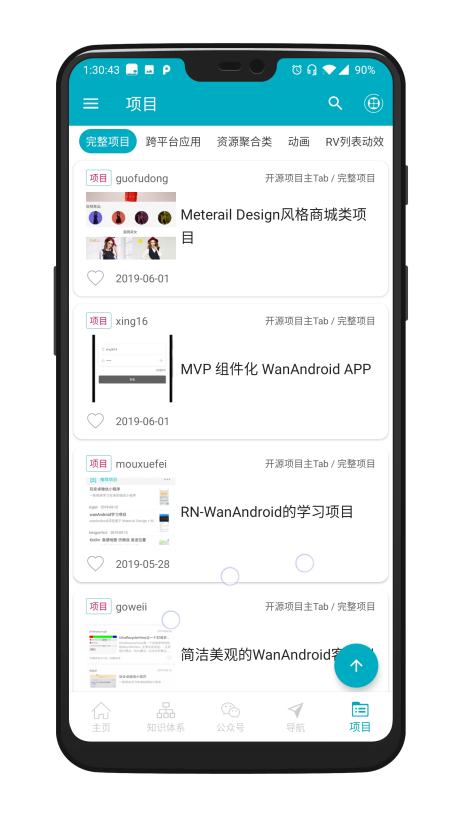 1:30:43
90%
项目
完整项目 跨平台应用 资源聚合类 动画 RV列表动效
项目 guofudong 开源项目主Tab / 完整项目
Meterail Design风格商城类项
目
2019-06-01
项目 xing16 开源项目主Tab / 完整项目
MVP 组件化 WanAndroid APP
2019-06-01
项目 mouxuefei 开源项目主Tab / 完整项目
RN-WanAndroid的学习项目
2019-05-28
项目 goweii 开源项目主Tab / 完整项目
简洁美观的WanAndroid客
主页 知识体系 公众号 导航 项目